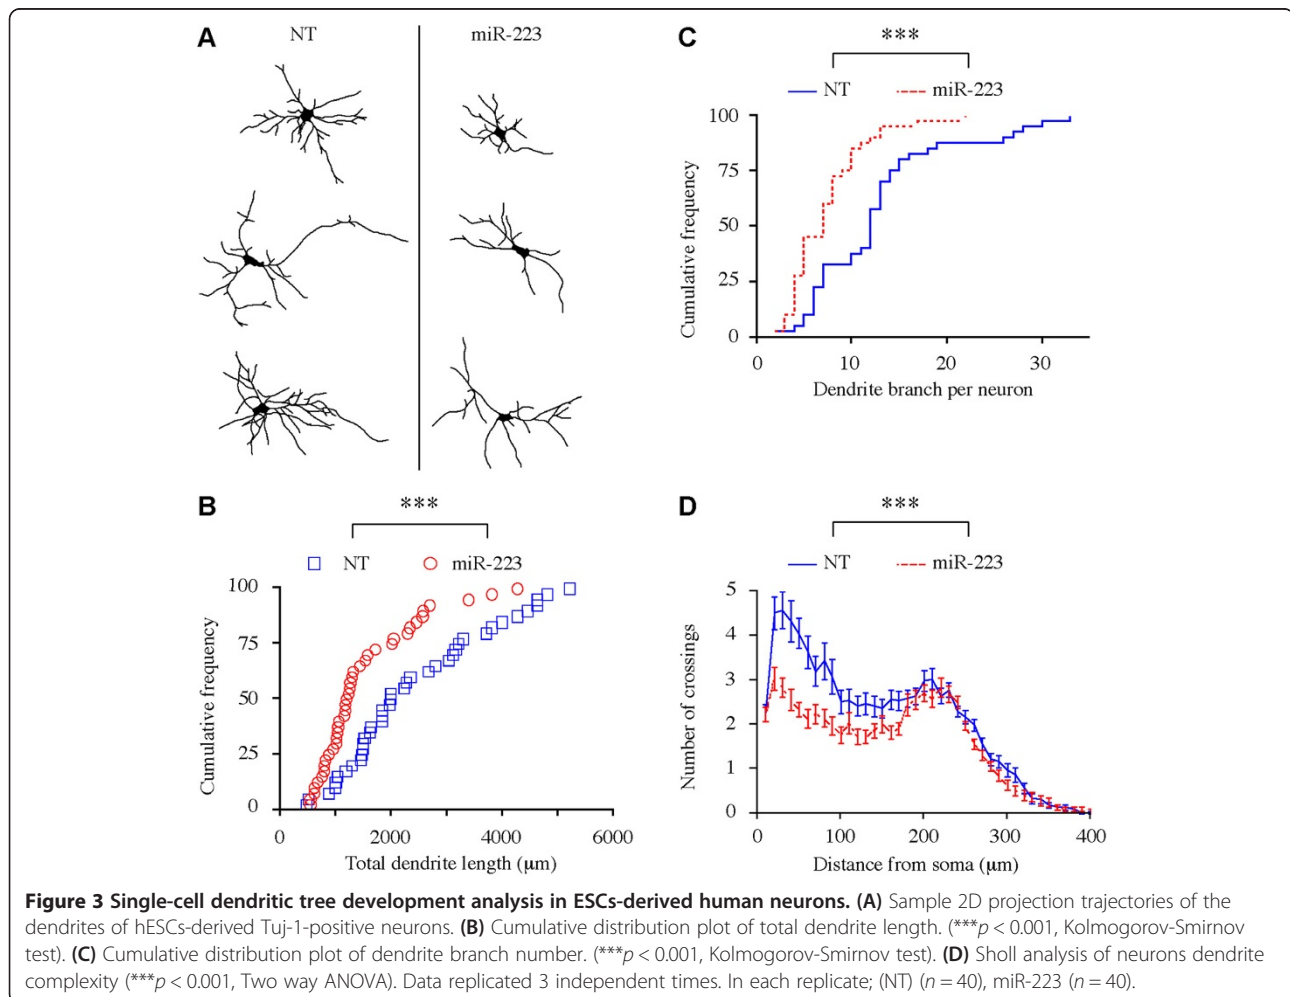 A
NT
miR-223
C
***
NT
miR-223
100
75
50
25
0
Cumulative frequency
0
10
20
30
Dendrite branch per neuron
B
***
NT
miR-223
100
75
50
25
0
Cumulative frequency
0
2000
4000
6000
Total dendrite length (μm)
D
***
NT
miR-223
5
4
3
2
1
0
Number of crossings
0
100
200
300
400
Distance from soma (μm)
Figure 3 Single-cell dendritic tree development analysis in ESCs-derived human neurons. (A) Sample 2D projection trajectories of the
dendrites of hESCs-derived Tuj-1-positive neurons. (B) Cumulative distribution plot of total dendrite length. (***p < 0.001, Kolmogorov-Smirnov
test). (C) Cumulative distribution plot of dendrite branch number. (***p < 0.001, Kolmogorov-Smirnov test). (D) Sholl analysis of neurons dendrite
complexity (***p < 0.001, Two way ANOVA). Data replicated 3 independent times. In each replicate; (NT) (n = 40), miR-223 (n = 40).